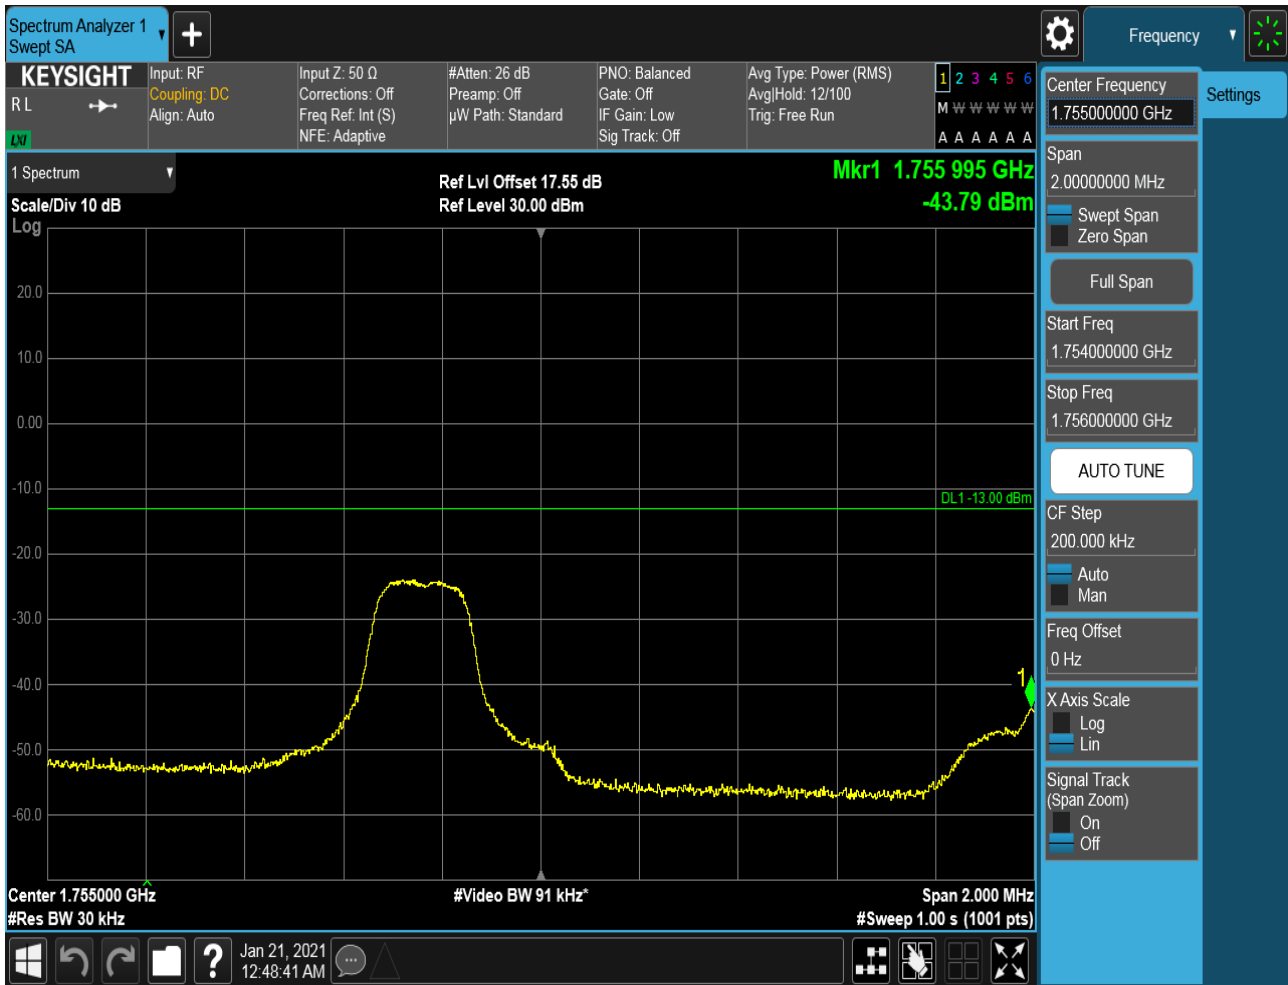 Spectrum Analyzer 1
Swept SA
+
Frequency
KEYSIGHT
R L
LXI
Input: RF
Coupling: DC
Align: Auto
Input Z: 50 Ω
Corrections: Off
Freq Ref: Int (S)
NFE: Adaptive
#Atten: 26 dB
Preamp: Off
µW Path: Standard
PNO: Balanced
Gate: Off
IF Gain: Low
Sig Track: Off
Avg Type: Power (RMS)
Avg|Hold: 12/100
Trig: Free Run
1 2 3 4 5 6
M W W W W W
A A A A A A
1 Spectrum
Scale/Div 10 dB
Log
Ref Lvl Offset 17.55 dB
Ref Level 30.00 dBm
Mkr1 1.755 995 GHz
-43.79 dBm
20.0
10.0
0.00
-10.0
DL1 -13.00 dBm
-20.0
-30.0
-40.0
1
-50.0
-60.0
Center 1.755000 GHz
#Video BW 91 kHz*
Span 2.000 MHz
#Res BW 30 kHz
#Sweep 1.00 s (1001 pts)
?
Jan 21, 2021
12:48:41 AM
Center Frequency
1.755000000 GHz
Settings
Span
2.00000000 MHz
Swept Span
Zero Span
Full Span
Start Freq
1.754000000 GHz
Stop Freq
1.756000000 GHz
AUTO TUNE
CF Step
200.000 kHz
Auto
Man
Freq Offset
0 Hz
X Axis Scale
Log
Lin
Signal Track
(Span Zoom)
On
Off